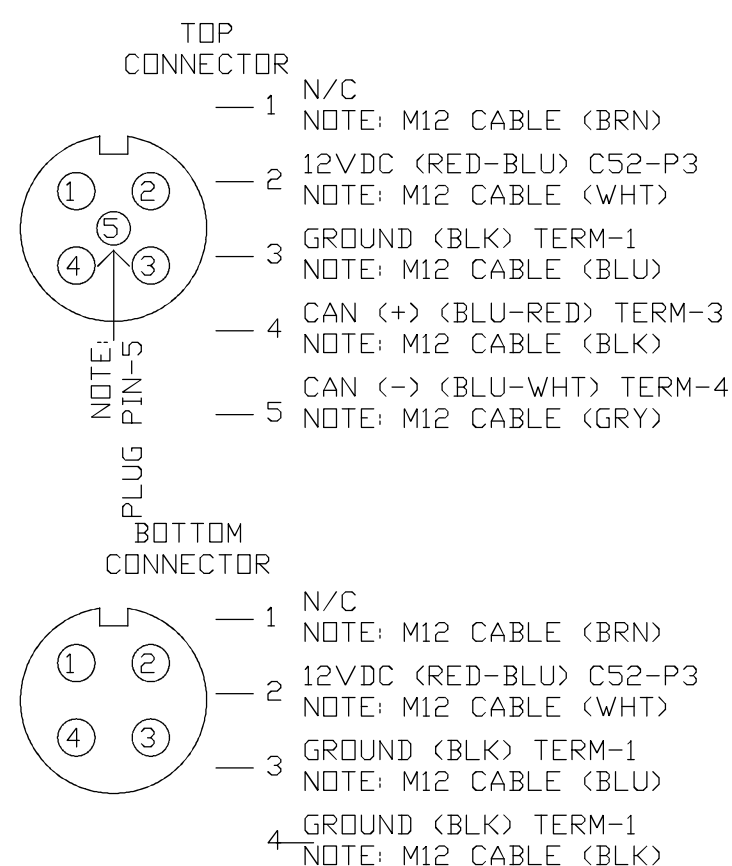 TOP
CONNECTOR
1 N/C
NOTE: M12 CABLE (BRN)
2 12VDC (RED-BLU) C52-P3
NOTE: M12 CABLE (WHT)
3 GROUND (BLK) TERM-1
NOTE: M12 CABLE (BLU)
4 CAN (+) (BLU-RED) TERM-3
NOTE: M12 CABLE (BLK)
5 CAN (-) (BLU-WHT) TERM-4
NOTE: M12 CABLE (GRY)
1 2
5
4 3
NOTE:
PLUG PIN-5
BOTTOM
CONNECTOR
1 N/C
NOTE: M12 CABLE (BRN)
2 12VDC (RED-BLU) C52-P3
NOTE: M12 CABLE (WHT)
3 GROUND (BLK) TERM-1
NOTE: M12 CABLE (BLU)
4 GROUND (BLK) TERM-1
NOTE: M12 CABLE (BLK)
1 2
4 3